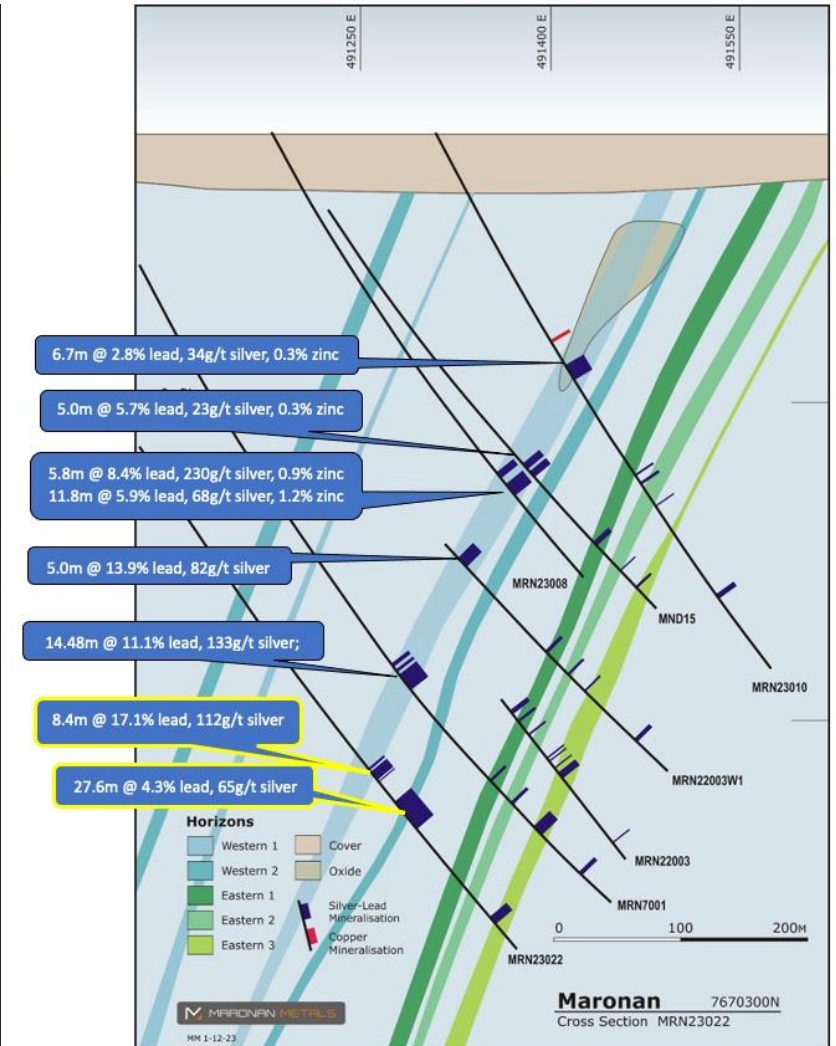 491250 E
491400 E
491550 E
6.7m @ 2.8% lead, 34g/t silver, 0.3% zinc
5.0m @ 5.7% lead, 23g/t silver, 0.3% zinc
5.8m @ 8.4% lead, 230g/t silver, 0.9% zinc
11.8m @ 5.9% lead, 68g/t silver, 1.2% zinc
5.0m @ 13.9% lead, 82g/t silver
14.48m @ 11.1% lead, 133g/t silver;
8.4m @ 17.1% lead, 112g/t silver
27.6m @ 4.3% lead, 65g/t silver
MRN23008
MND15
MRN23010
MRN22003W1
MRN22003
MRN7001
MRN23022
Horizons
Western 1
Western 2
Eastern 1
Eastern 2
Eastern 3
Cover
Oxide
Silver-Lead
Mineralisation
Copper
Mineralisation
0 100 200M
MARONAN METALS
MM 1-12-23
Maronan 7670300N
Cross Section MRN23022